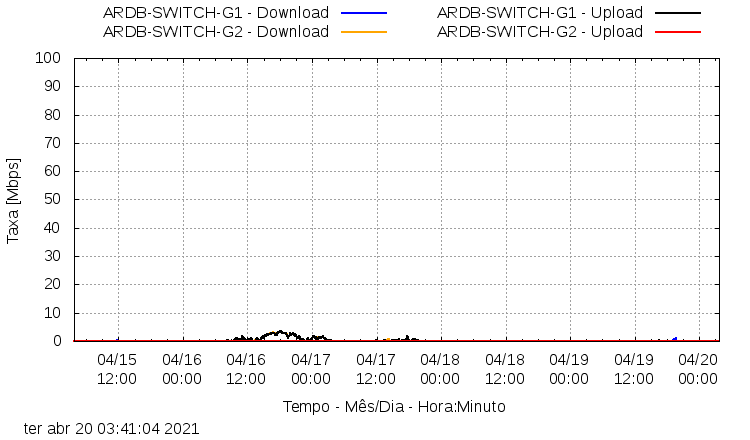 ARDB-SWITCH-G1 - Download ARDB-SWITCH-G1 - Upload
ARDB-SWITCH-G2 - Download ARDB-SWITCH-G2 - Upload
100
90
80
70
60
50
40
30
20
10
0
Taxa [Mbps]
04/15 04/16 04/16 04/17 04/17 04/18 04/18 04/19 04/19 04/20
12:00 00:00 12:00 00:00 12:00 00:00 12:00 00:00 12:00 00:00
Tempo - Mês/Dia - Hora:Minuto
ter abr 20 03:41:04 2021